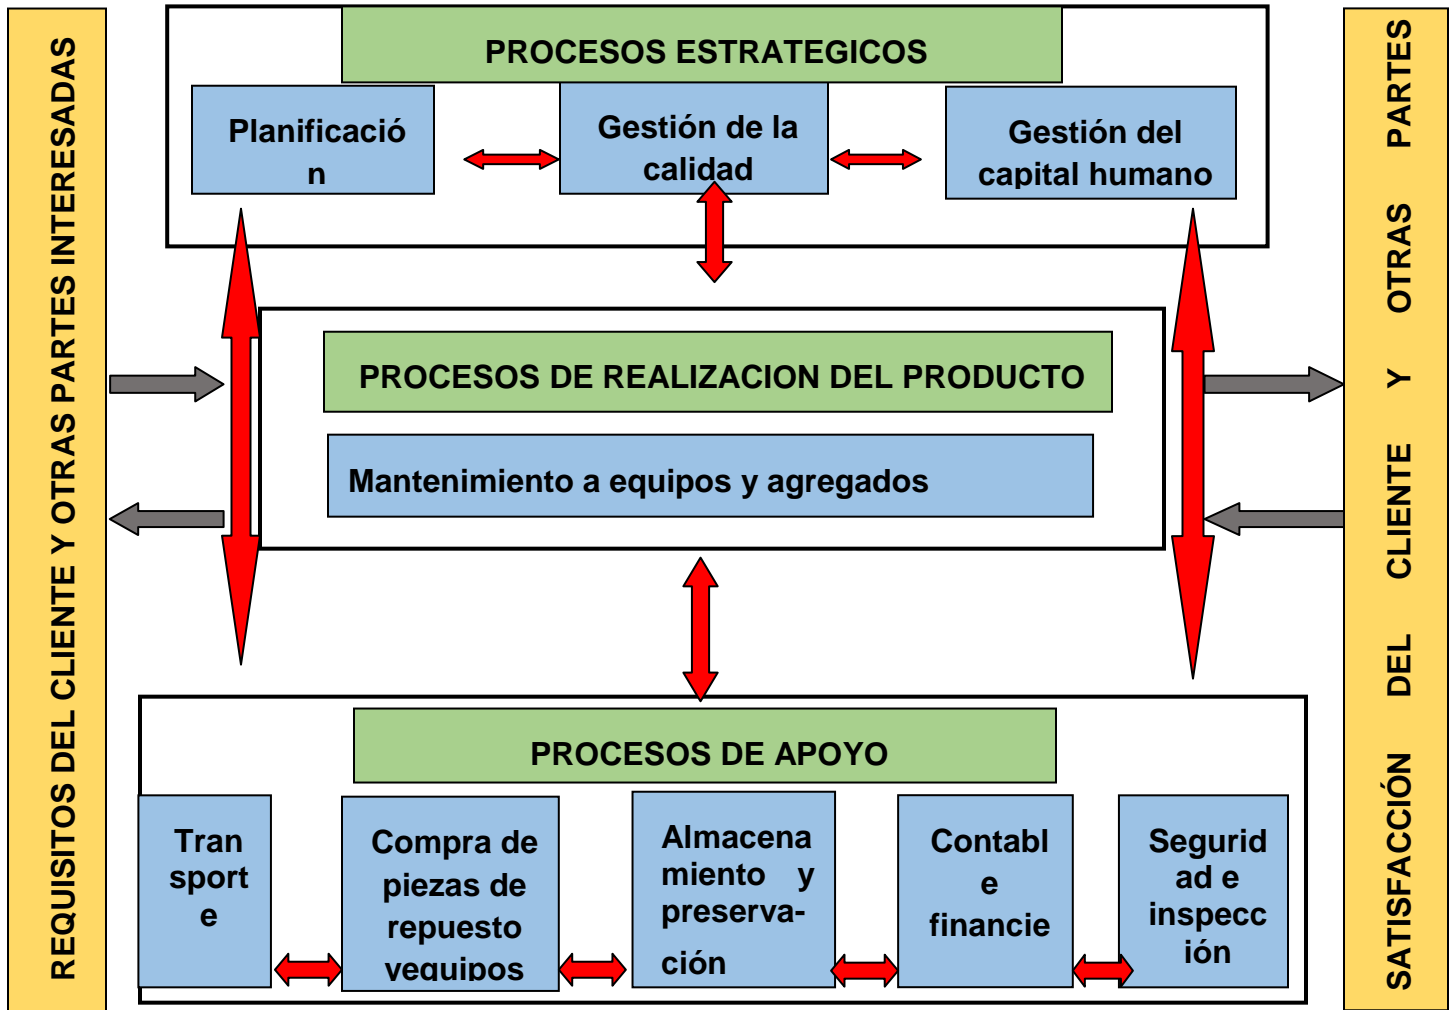 REQUISITOS DEL CLIENTE Y OTRAS PARTES INTERESADAS
PROCESOS ESTRATEGICOS
Planificació
n
Gestión de la
calidad
Gestión del
capital humano
PROCESOS DE REALIZACION DEL PRODUCTO
Mantenimiento a equipos y agregados
PROCESOS DE APOYO
Tran
sport
e
Compra de
piezas de
repuesto
yequipos
Almacena
miento y
preserva-
ción
Contabl
e
financie
Segurid
ad e
inspecc
ión
SATISFACCIÓN DEL CLIENTE Y OTRAS PARTES